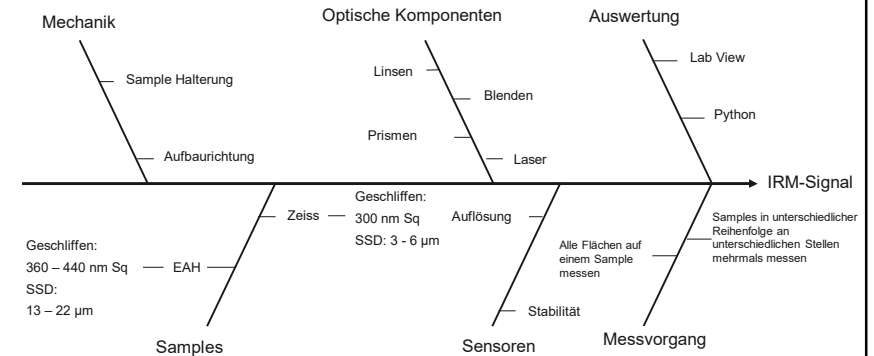 Mechanik
Optische Komponenten
Auswertung
Sample Halterung
Aufbaurichtung
Linsen
Blenden
Prismen
Laser
Lab View
Python
IRM-Signal
Geschliffen:
360 – 440 nm Sq
SSD:
13 – 22 µm
EAH
Zeiss
Geschliffen:
300 nm Sq
SSD: 3 - 6 µm
Samples
Auflösung
Stabilität
Sensoren
Alle Flächen auf
einem Sample
messen
Samples in unterschiedlicher
Reihenfolge an
unterschiedlichen Stellen
mehrmals messen
Messvorgang